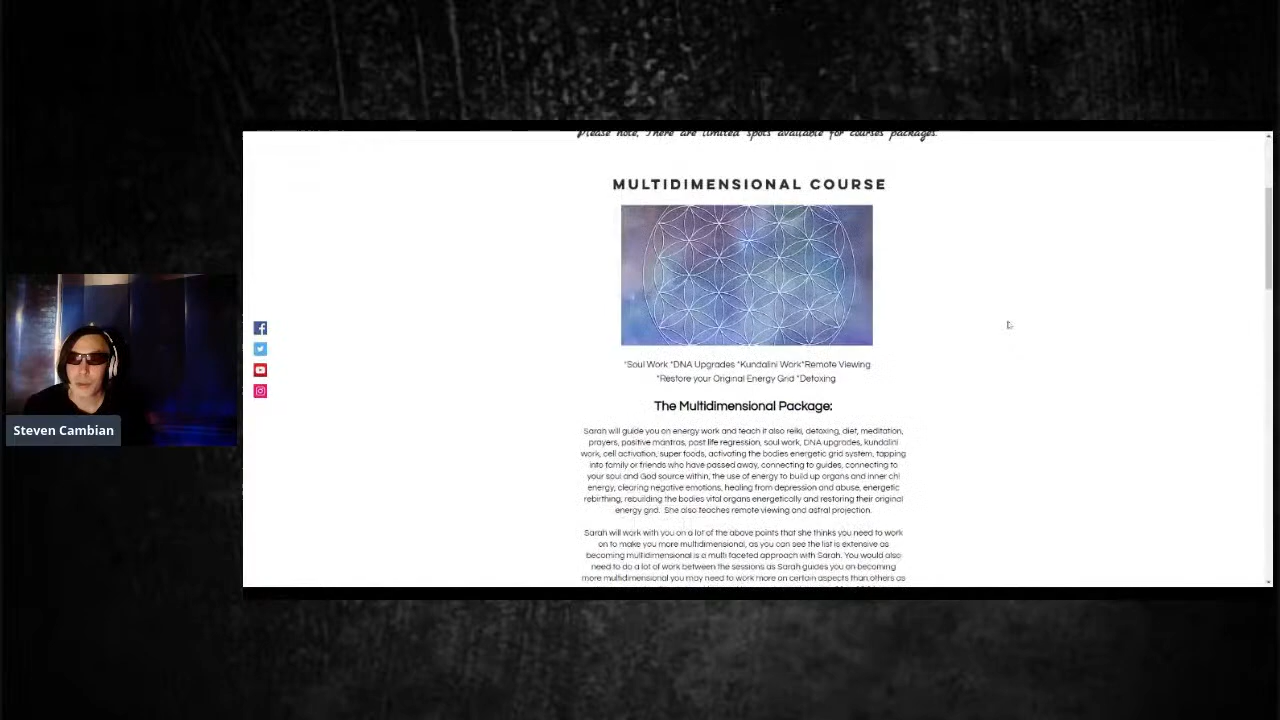 Please note, There are limited spots available for courses packages.
MULTIDIMENSIONAL COURSE
*Soul Work *DNA Upgrades *Kundalini Work*Remote Viewing
*Restore your Original Energy Grid *Detoxing
The Multidimensional Package:
Sarah will guide you on energy work and teach it also reiki, detoxing, diet, meditation,
prayers, positive mantras, past life regression, soul work, DNA upgrades, kundalini
work, cell activation, super foods, activating the bodies energetic grid system, tapping
into family or friends who have passed away, connecting to guides, connecting to
your soul and God source within, the use of energy to build up organs and inner chi
energy, clearing negative emotions, healing from depression and abuse, energetic
rebirthing, rebuilding the bodies vital organs energetically and restoring their original
energy grid. She also teaches remote viewing and astral projection.
Sarah will work with you on a lot of the above points that she thinks you need to work
on to make you more multidimensional, as you can see the list is extensive as
becoming multidimensional is a multi faceted approach with Sarah. You would also
need to do a lot of work between the sessions as Sarah guides you on becoming
more multidimensional you may need to work more on certain aspects than others as
Steven Cambian